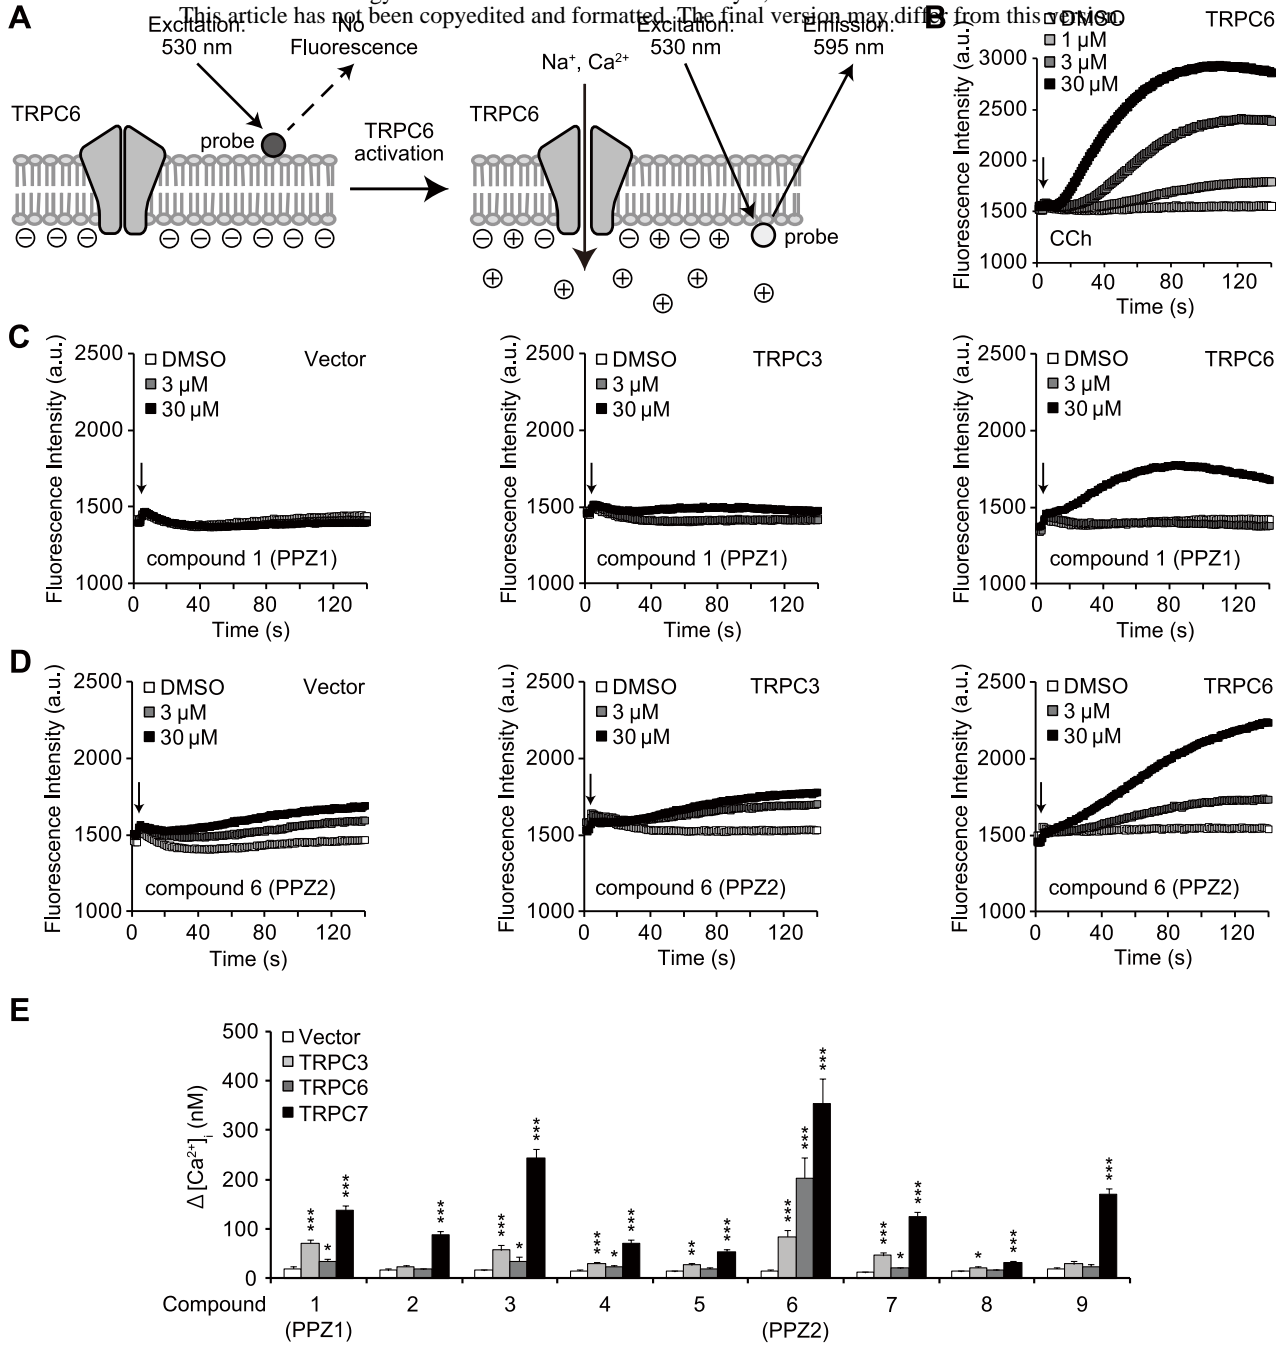 This article has not been copyedited and formatted. The final version may differ from this version.
A
Excitation:
530 nm
No
Fluorescence
TRPC6
probe
TRPC6
activation
Na⁺, Ca²⁺
TRPC6
Excitation:
530 nm
Emission:
595 nm
probe
B
DMSO
1 µM
3 µM
30 µM
TRPC6
Fluorescence Intensity (a.u.)
3000
2500
2000
1500
1000
CCh
0 40 80 120
Time (s)
C
Fluorescence Intensity (a.u.)
2500
2000
1500
1000
DMSO
3 µM
30 µM
Vector
compound 1 (PPZ1)
0 40 80 120
Time (s)
Fluorescence Intensity (a.u.)
2500
2000
1500
1000
DMSO
3 µM
30 µM
TRPC3
compound 1 (PPZ1)
0 40 80 120
Time (s)
Fluorescence Intensity (a.u.)
2500
2000
1500
1000
DMSO
3 µM
30 µM
TRPC6
compound 1 (PPZ1)
0 40 80 120
Time (s)
D
Fluorescence Intensity (a.u.)
2500
2000
1500
1000
DMSO
3 µM
30 µM
Vector
compound 6 (PPZ2)
0 40 80 120
Time (s)
Fluorescence Intensity (a.u.)
2500
2000
1500
1000
DMSO
3 µM
30 µM
TRPC3
compound 6 (PPZ2)
0 40 80 120
Time (s)
Fluorescence Intensity (a.u.)
2500
2000
1500
1000
DMSO
3 µM
30 µM
TRPC6
compound 6 (PPZ2)
0 40 80 120
Time (s)
E
Δ [Ca²⁺]ᵢ (nM)
500
400
300
200
100
0
Vector
TRPC3
TRPC6
TRPC7
*** * ***
***
*** * ***
*** * ***
** ***
*** *** ***
*** * ***
* ***
***
Compound 1 2 3 4 5 6 7 8 9
(PPZ1) (PPZ2)